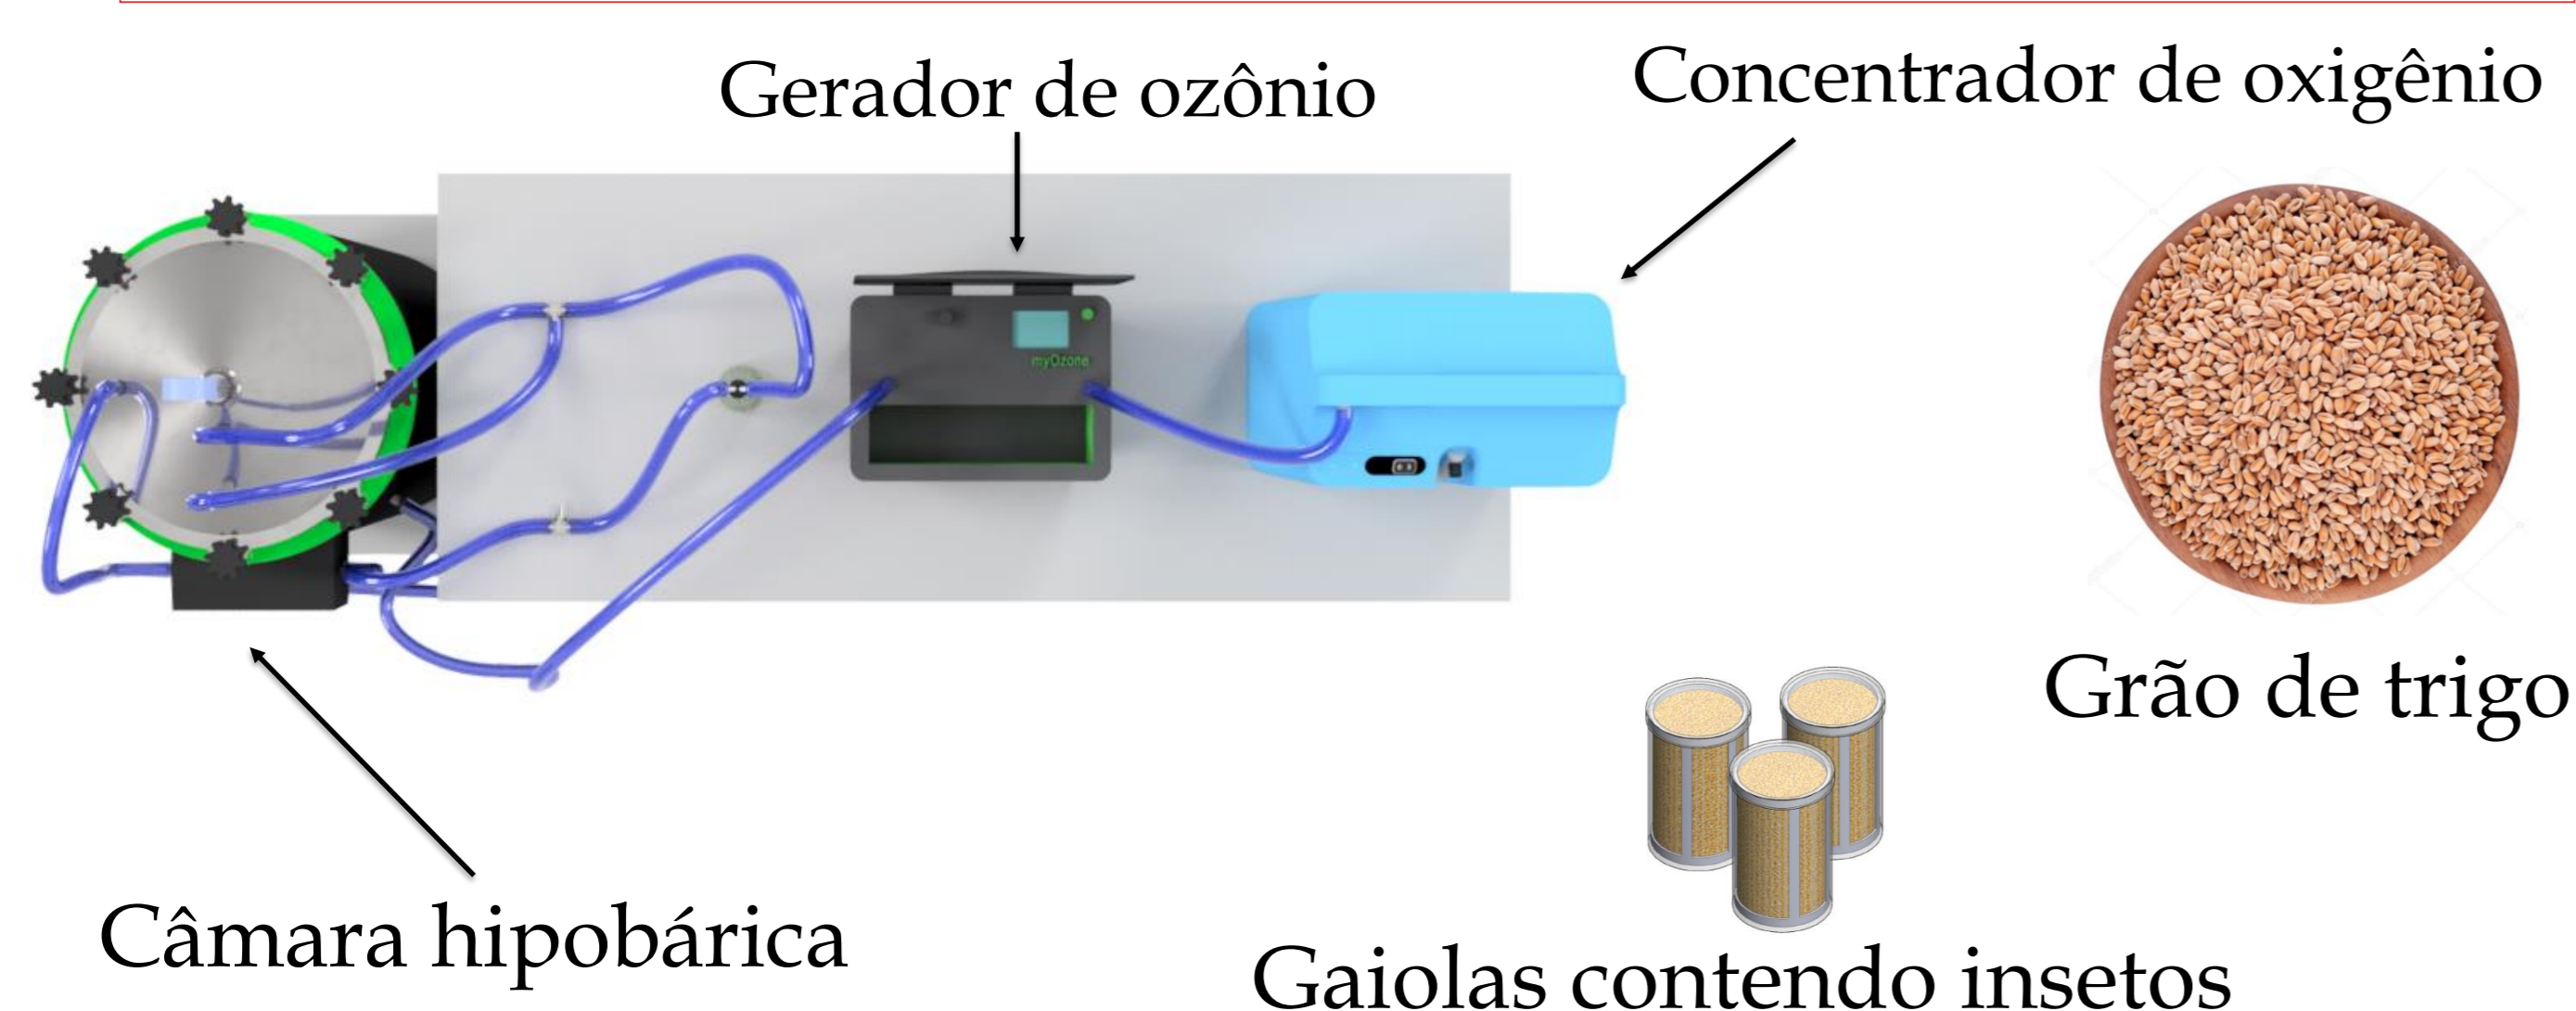 Gerador de ozônio
Concentrador de oxigênio
myOzone
Grão de trigo
Câmara hipobárica
Gaiolas contendo insetos